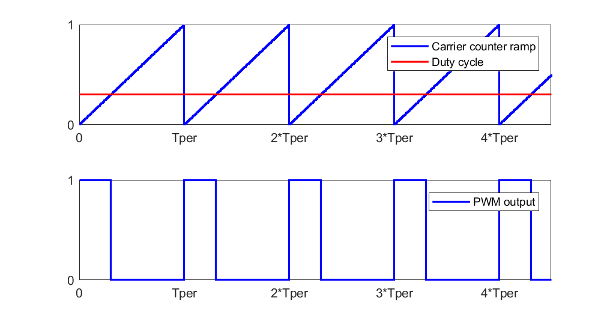 1
Carrier counter ramp
Duty cycle
0
0 Tper 2*Tper 3*Tper 4*Tper
1
PWM output
0
0 Tper 2*Tper 3*Tper 4*Tper